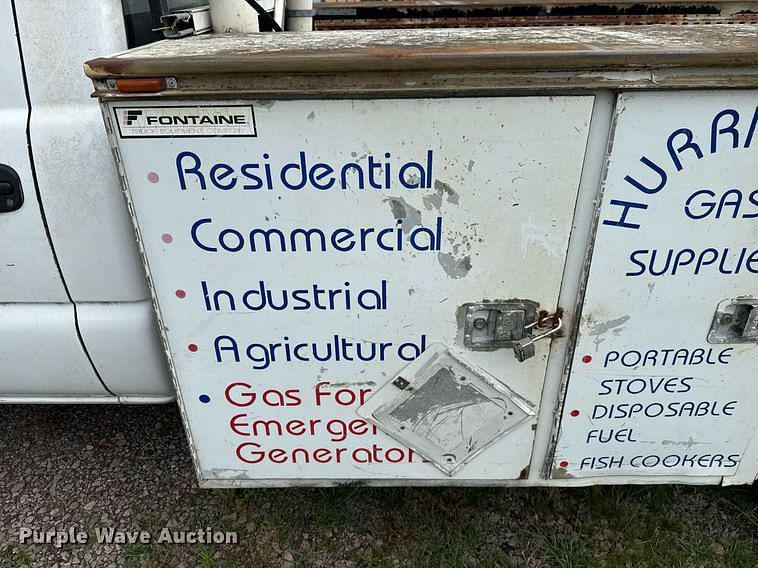 FONTAINE
TRUCK EQUIPMENT COMPANY
Residential
Commercial
Industrial
Agricultural
Gas For
Emerge
Generator
HURRI
GAS
SUPPLIE
PORTABLE
STOVES
DISPOSABLE
FUEL
FISH COOKERS
Purple Wave Auction